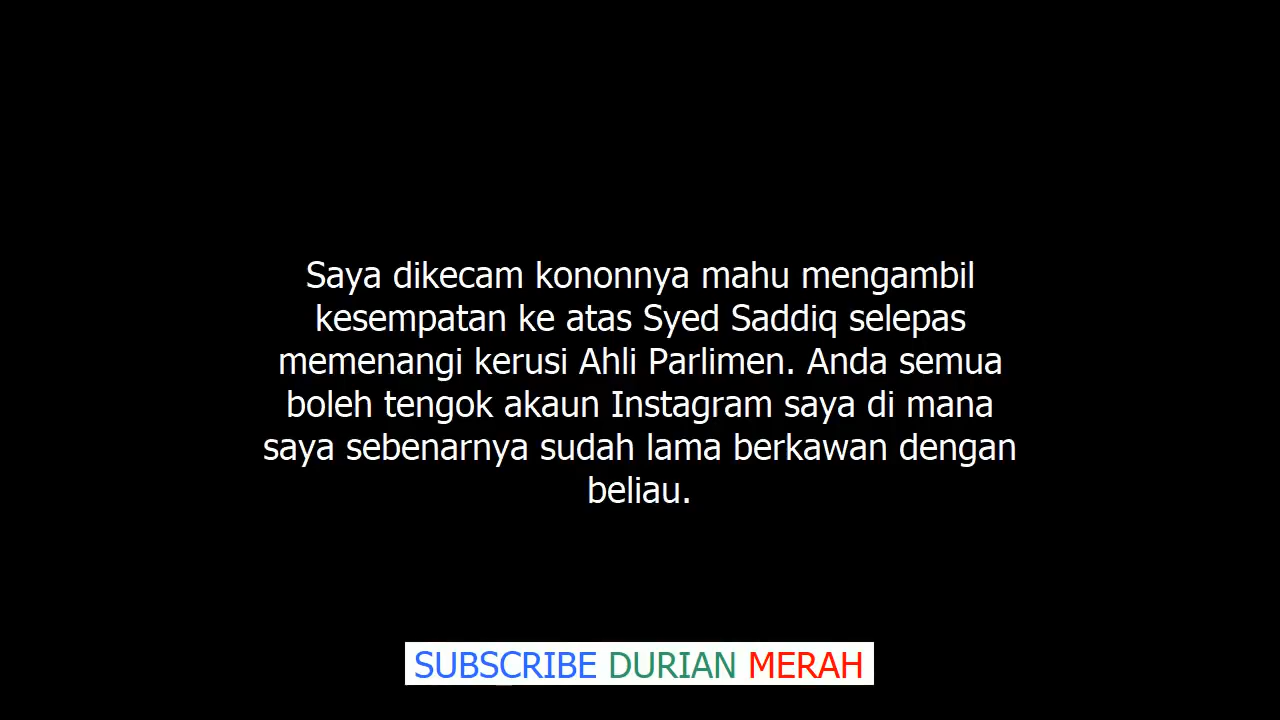 Saya dikecam kononnya mahu mengambil
kesempatan ke atas Syed Saddiq selepas
memenangi kerusi Ahli Parlimen. Anda semua
boleh tengok akaun Instagram saya di mana
saya sebenarnya sudah lama berkawan dengan
beliau.
SUBSCRIBE DURIAN MERAH